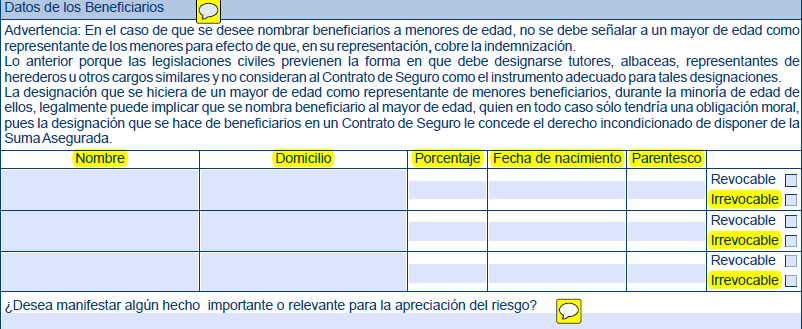 Datos de los Beneficiarios
Advertencia: En el caso de que se desee nombrar beneficiarios a menores de edad, no se debe señalar a un mayor de edad como
representante de los menores para efecto de que, en su representación, cobre la indemnización.
Lo anterior porque las legislaciones civiles previenen la forma en que debe designarse tutores, albaceas, representantes de
herederos u otros cargos similares y no consideran al Contrato de Seguro como el instrumento adecuado para tales designaciones.
La designación que se hiciera de un mayor de edad como representante de menores beneficiarios, durante la minoría de edad de
ellos, legalmente puede implicar que se nombra beneficiario al mayor de edad, quien en todo caso sólo tendría una obligación moral,
pues la designación que se hace de beneficiarios en un Contrato de Seguro le concede el derecho incondicionado de disponer de la
Suma Asegurada.
Nombre Domicilio Porcentaje Fecha de nacimiento Parentesco
Revocable
Irrevocable
Revocable
Irrevocable
Revocable
Irrevocable
¿Desea manifestar algún hecho importante o relevante para la apreciación del riesgo?